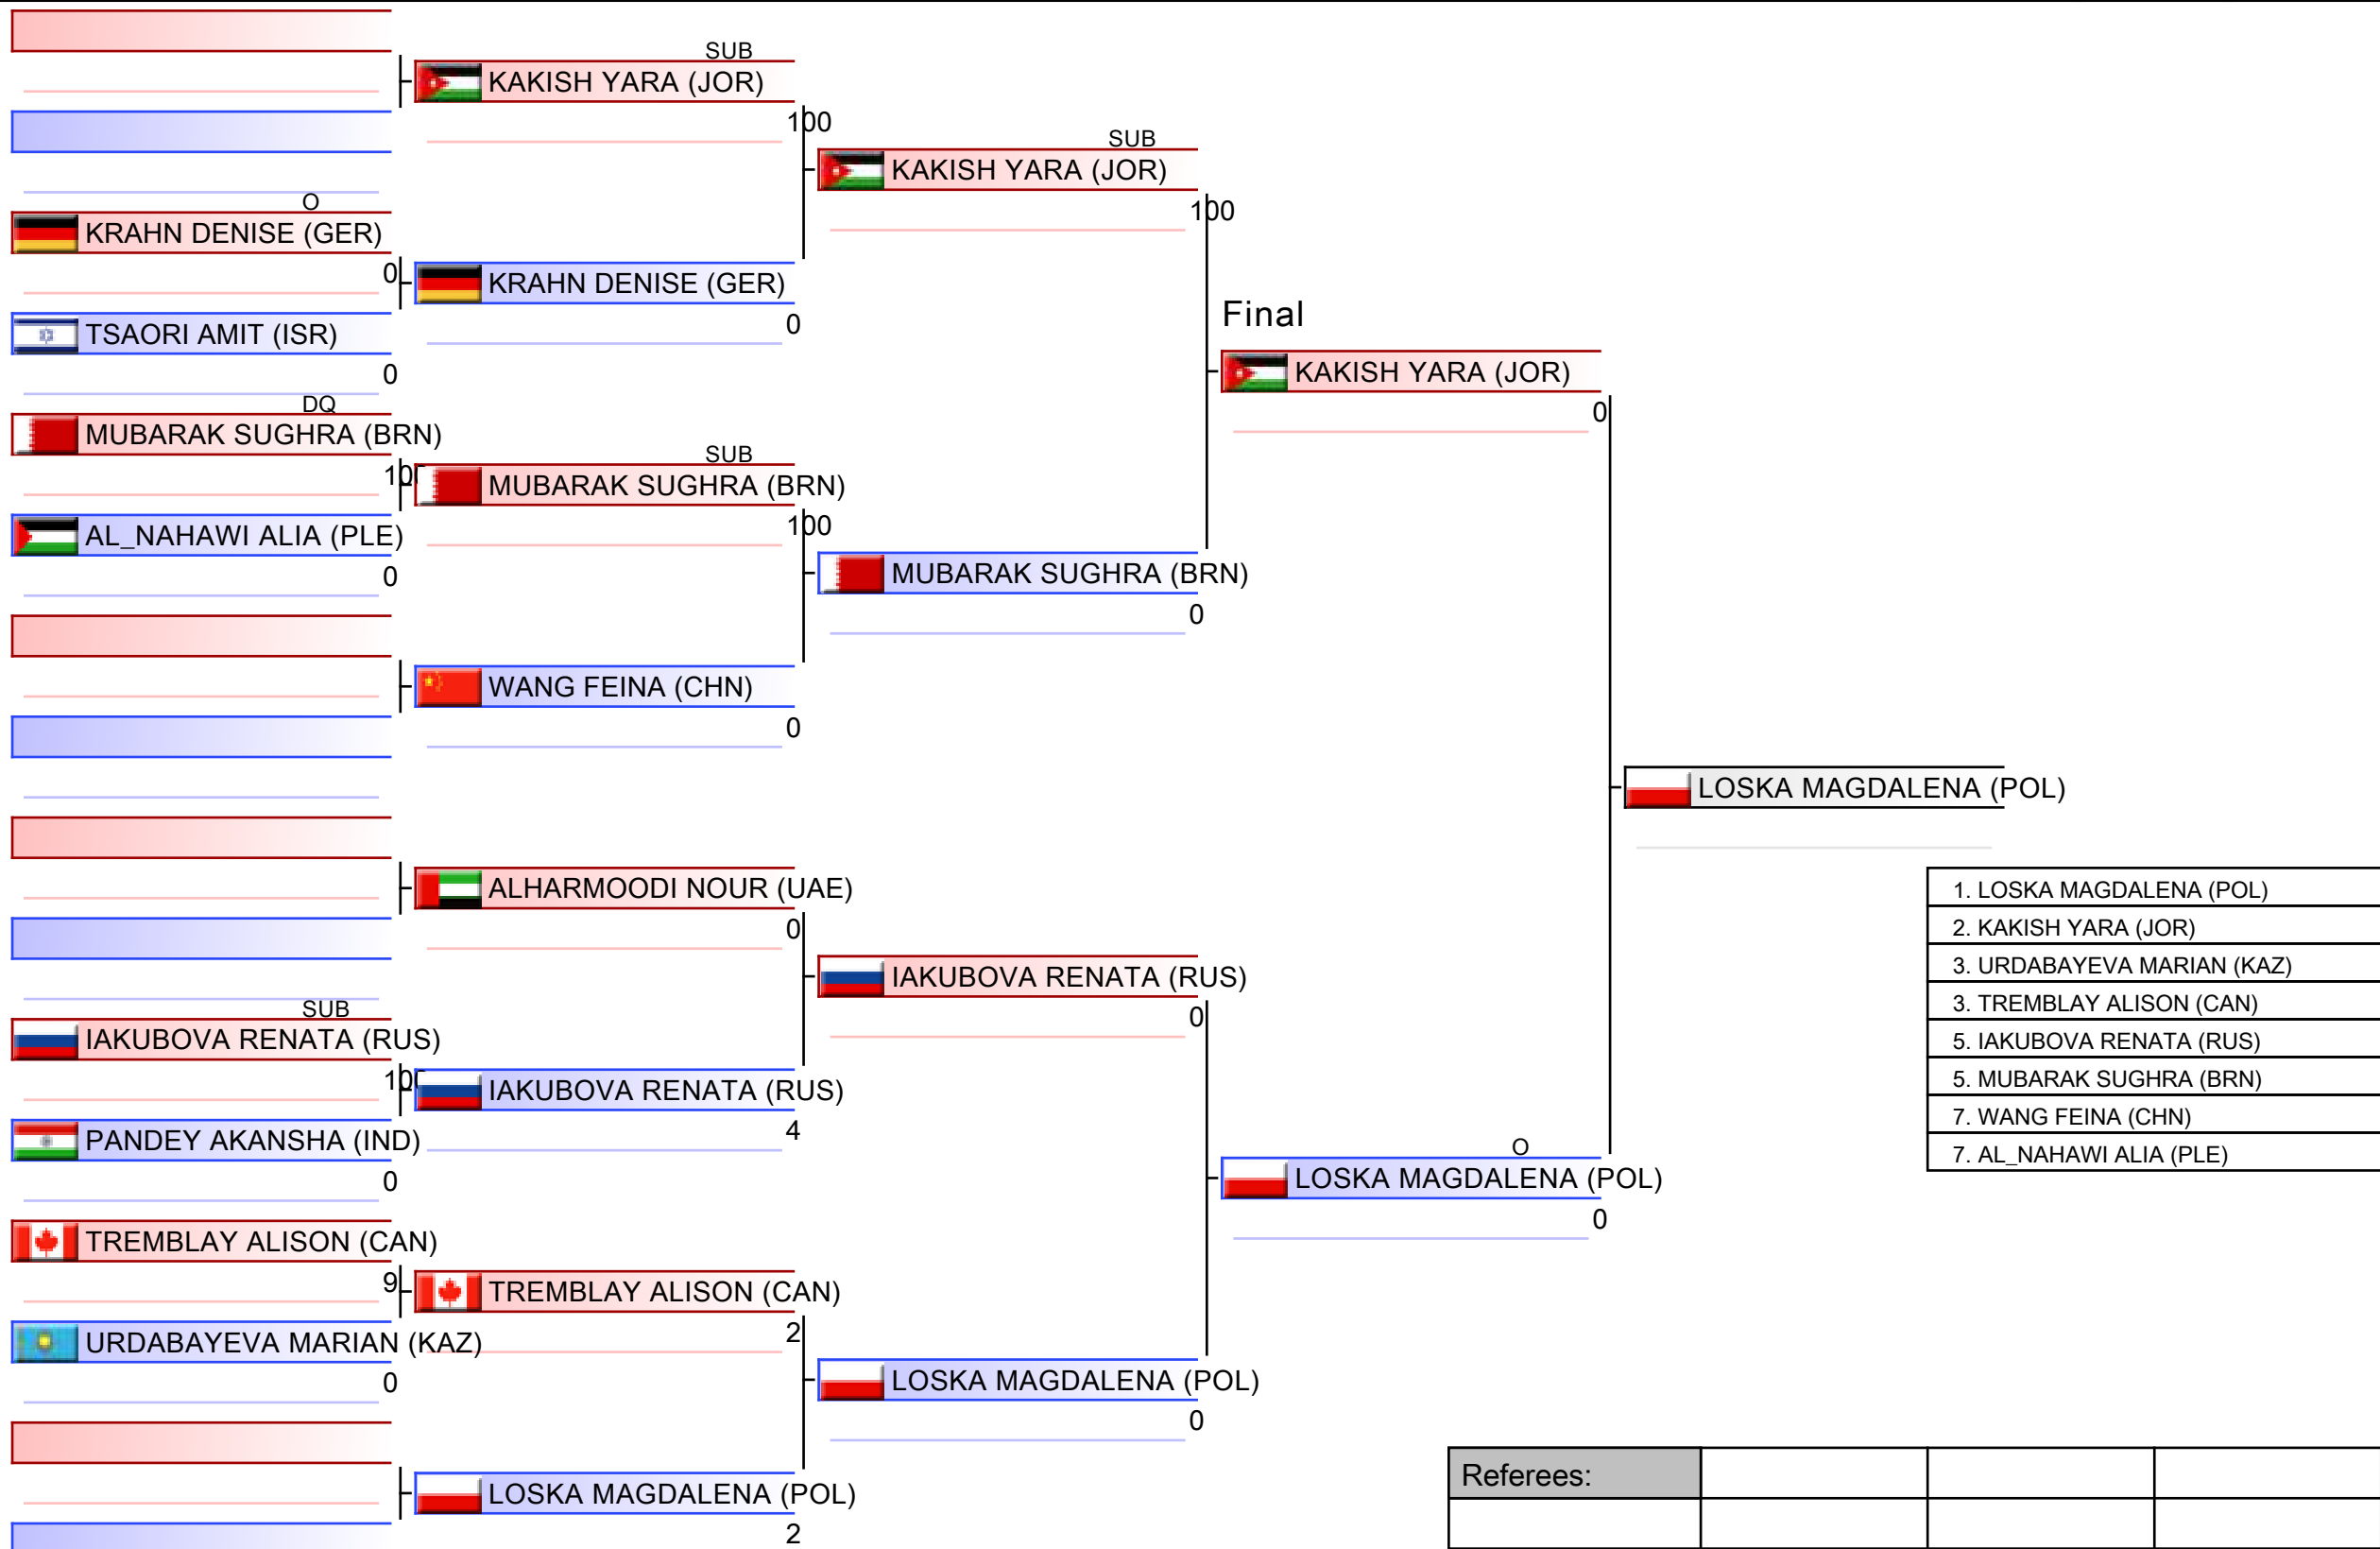 SUB
KAKISH YARA (JOR)
100
O
KRAHN DENISE (GER)
0
KRAHN DENISE (GER)
0
TSAORI AMIT (ISR)
0
DQ
MUBARAK SUGHRA (BRN)
SUB
MUBARAK SUGHRA (BRN)
100
AL_NAHAWI ALIA (PLE)
0
WANG FEINA (CHN)
0
ALHARMOODI NOUR (UAE)
0
SUB
IAKUBOVA RENATA (RUS)
IAKUBOVA RENATA (RUS)
4
PANDEY AKANSHA (IND)
0
TREMBLAY ALISON (CAN)
9
TREMBLAY ALISON (CAN)
2
URDABAYEVA MARIAN (KAZ)
0
LOSKA MAGDALENA (POL)
2
SUB
KAKISH YARA (JOR)
100
MUBARAK SUGHRA (BRN)
0
IAKUBOVA RENATA (RUS)
0
LOSKA MAGDALENA (POL)
0
Final
KAKISH YARA (JOR)
0
O
LOSKA MAGDALENA (POL)
0
LOSKA MAGDALENA (POL)
1. LOSKA MAGDALENA (POL)
2. KAKISH YARA (JOR)
3. URDABAYEVA MARIAN (KAZ)
3. TREMBLAY ALISON (CAN)
5. IAKUBOVA RENATA (RUS)
5. MUBARAK SUGHRA (BRN)
7. WANG FEINA (CHN)
7. AL_NAHAWI ALIA (PLE)
Referees: